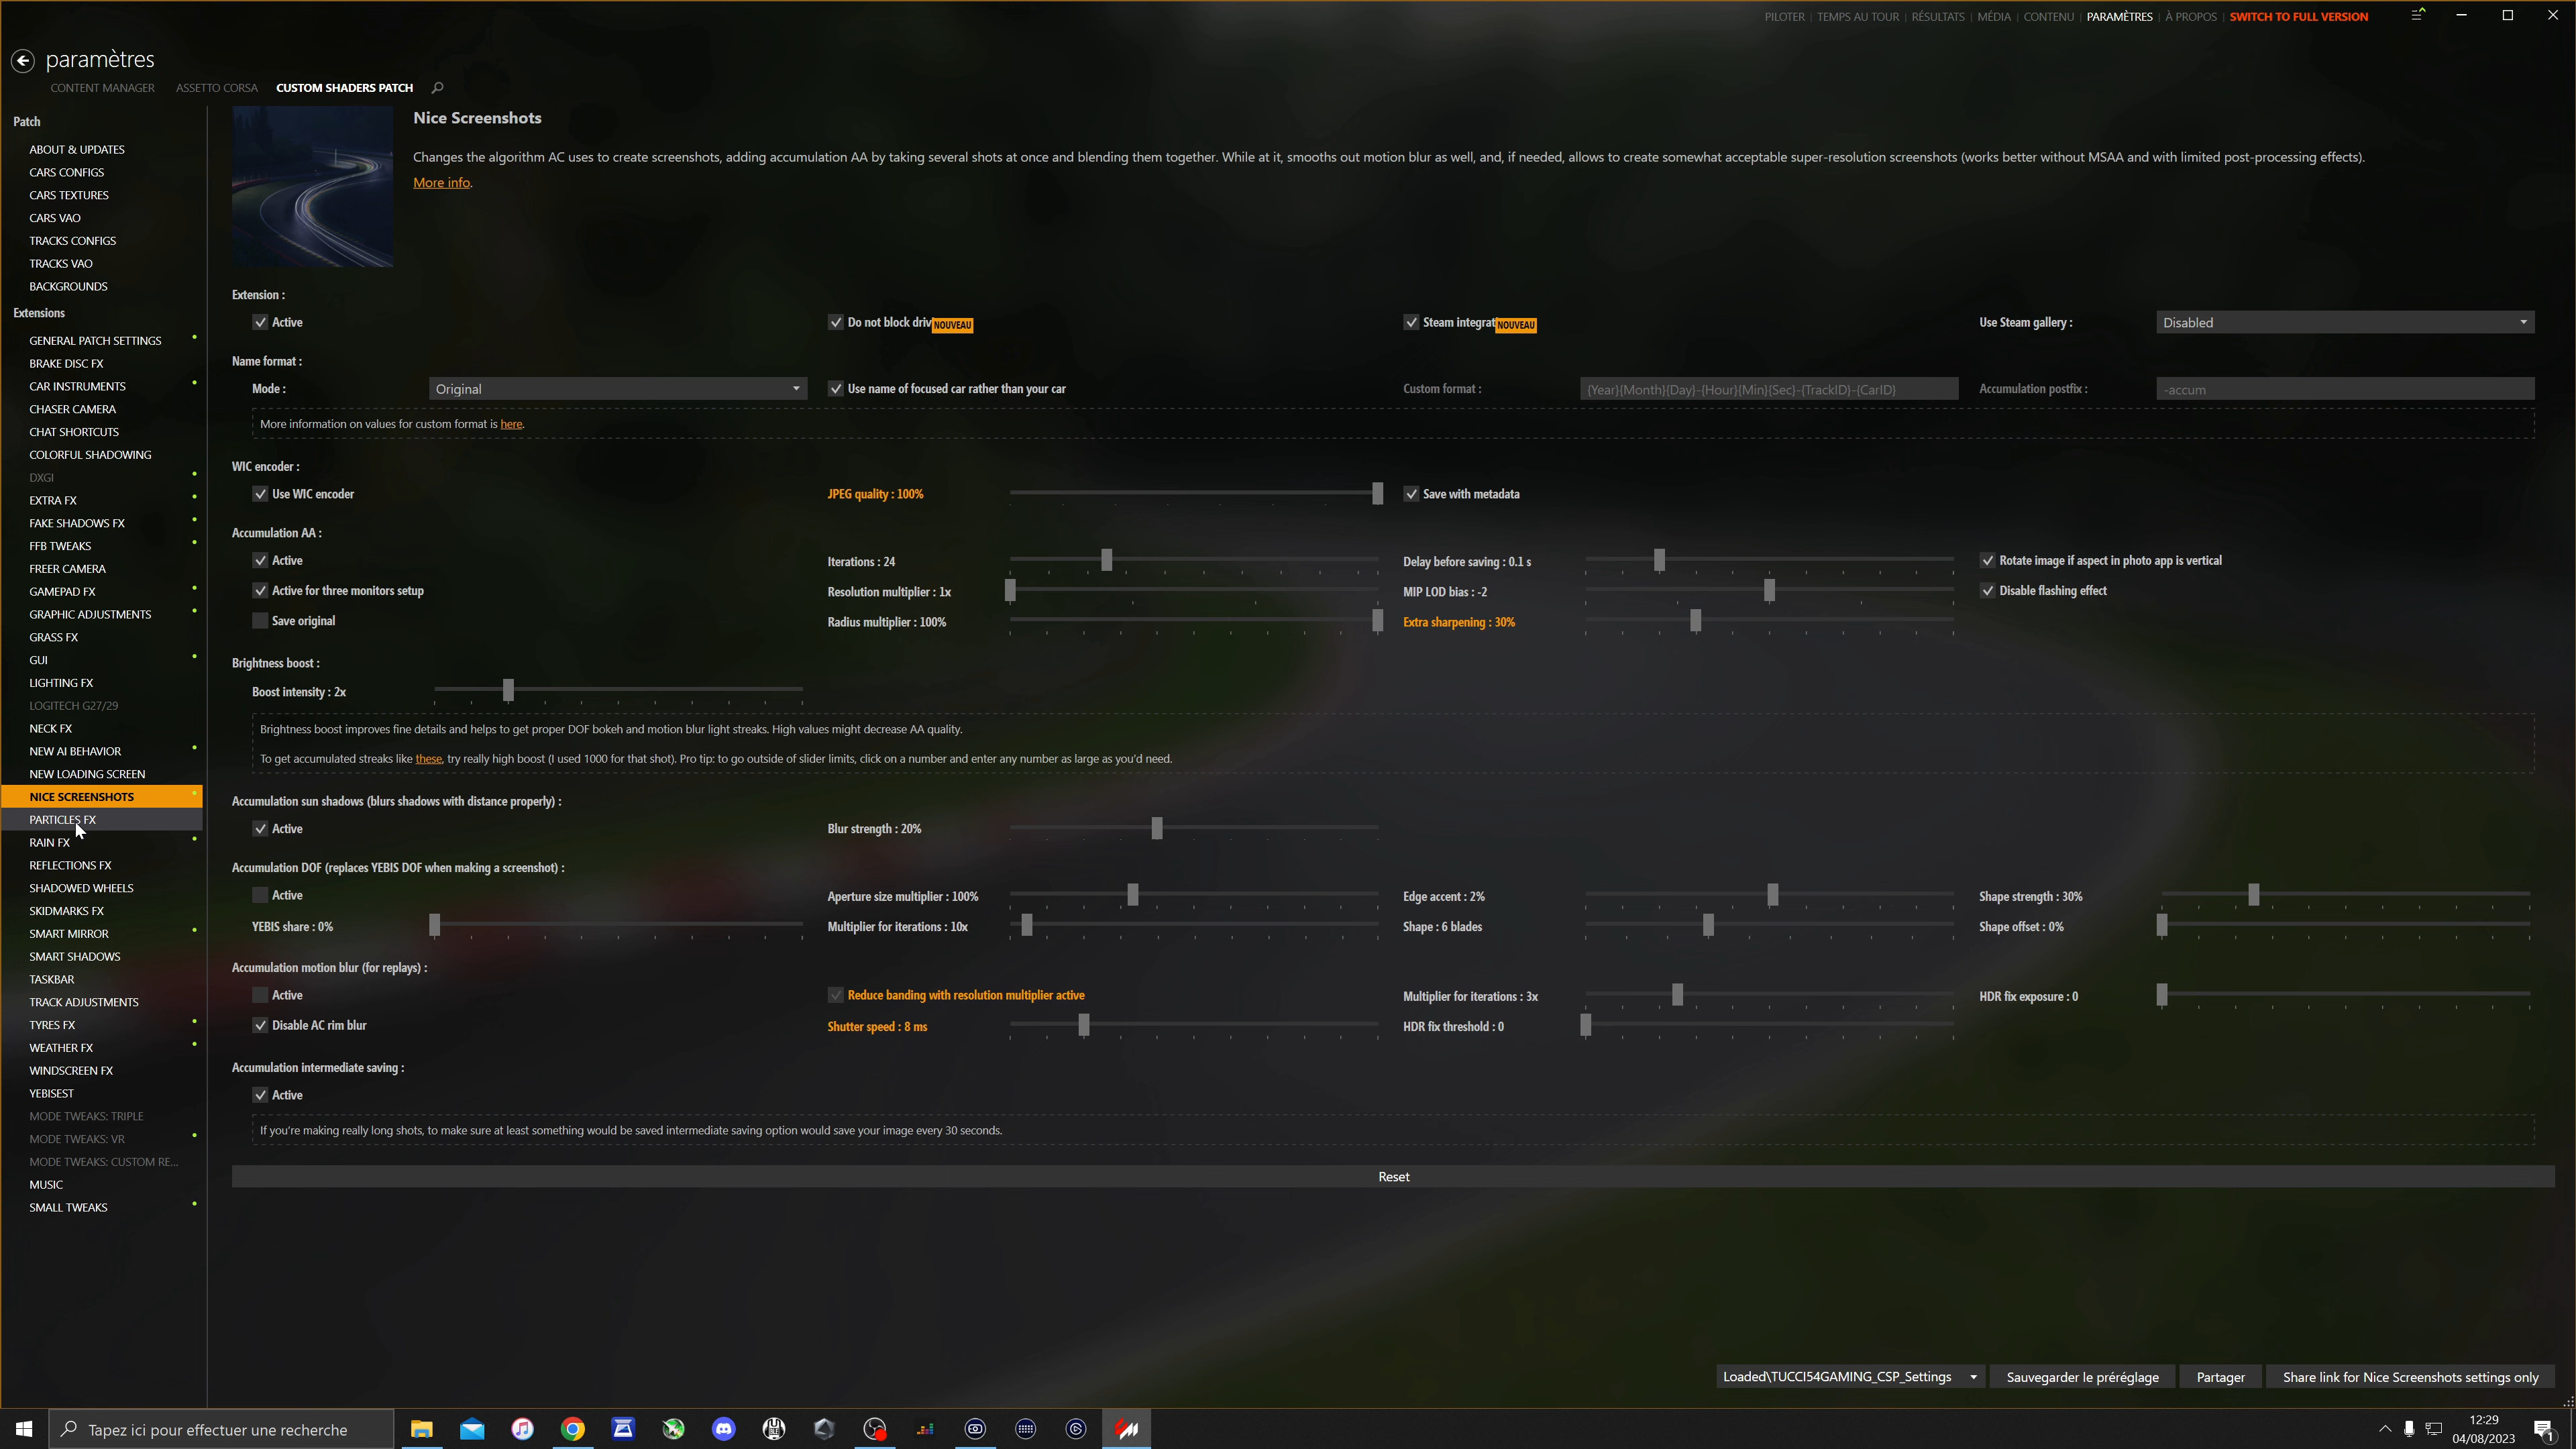 PILOTER | TEMPS AU TOUR | RÉSULTATS | MÉDIA | CONTENU | PARAMÈTRES | À PROPOS | SWITCH TO FULL VERSION
paramètres
CONTENT MANAGER ASSETTO CORSA CUSTOM SHADERS PATCH
Patch
ABOUT & UPDATES
CARS CONFIGS
CARS TEXTURES
CARS VAO
TRACKS CONFIGS
TRACKS VAO
BACKGROUNDS
Extensions
GENERAL PATCH SETTINGS
BRAKE DISC FX
CAR INSTRUMENTS
CHASER CAMERA
CHAT SHORTCUTS
COLORFUL SHADOWING
DXGI
EXTRA FX
FAKE SHADOWS FX
FFB TWEAKS
FREER CAMERA
GAMEPAD FX
GRAPHIC ADJUSTMENTS
GRASS FX
GUI
LIGHTING FX
LOGITECH G27/29
NECK FX
NEW AI BEHAVIOR
NEW LOADING SCREEN
NICE SCREENSHOTS
PARTICLES FX
RAIN FX
REFLECTIONS FX
SHADOWED WHEELS
SKIDMARKS FX
SMART MIRROR
SMART SHADOWS
TASKBAR
TRACK ADJUSTMENTS
TYRES FX
WEATHER FX
WINDSCREEN FX
YEBISEST
MODE TWEAKS: TRIPLE
MODE TWEAKS: VR
MODE TWEAKS: CUSTOM RE...
MUSIC
SMALL TWEAKS
Nice Screenshots
Changes the algorithm AC uses to create screenshots, adding accumulation AA by taking several shots at once and blending them together. While at it, smooths out motion blur as well, and, if needed, allows to create somewhat acceptable super-resolution screenshots (works better without MSAA and with limited post-processing effects).
More info.
Extension :
Active Do not block driv NOUVEAU Steam integrat NOUVEAU Use Steam gallery : Disabled
Name format :
Mode : Original Use name of focused car rather than your car Custom format : {Year}{Month}{Day}-{Hour}{Min}{Sec}-{TrackID}-{CarID} Accumulation postfix : -accum
More information on values for custom format is here.
WIC encoder :
Use WIC encoder JPEG quality : 100% Save with metadata
Accumulation AA :
Active Iterations : 24 Delay before saving : 0.1 s Rotate image if aspect in photo app is vertical
Active for three monitors setup Resolution multiplier : 1x MIP LOD bias : -2 Disable flashing effect
Save original Radius multiplier : 100% Extra sharpening : 30%
Brightness boost :
Boost intensity : 2x
Brightness boost improves fine details and helps to get proper DOF bokeh and motion blur light streaks. High values might decrease AA quality.
To get accumulated streaks like these, try really high boost (I used 1000 for that shot). Pro tip: to go outside of slider limits, click on a number and enter any number as large as you'd need.
Accumulation sun shadows (blurs shadows with distance properly) :
Active Blur strength : 20%
Accumulation DOF (replaces YEBIS DOF when making a screenshot) :
Active Aperture size multiplier : 100% Edge accent : 2% Shape strength : 30%
YEBIS share : 0% Multiplier for iterations : 10x Shape : 6 blades Shape offset : 0%
Accumulation motion blur (for replays) :
Active Reduce banding with resolution multiplier active Multiplier for iterations : 3x HDR fix exposure : 0
Disable AC rim blur Shutter speed : 8 ms HDR fix threshold : 0
Accumulation intermediate saving :
Active
If you're making really long shots, to make sure at least something would be saved intermediate saving option would save your image every 30 seconds.
Reset
Loaded\TUCCI54GAMING_CSP_Settings Sauvegarder le préréglage Partager Share link for Nice Screenshots settings only
Tapez ici pour effectuer une recherche
12:29
04/08/2023
1